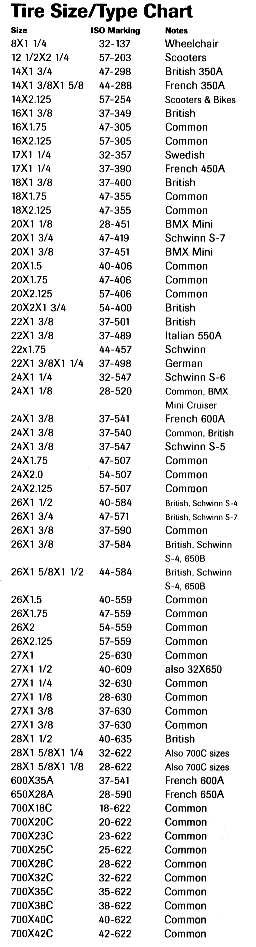 Tire Size/Type Chart
Size ISO Marking Notes
8X1 1/4 32-137 Wheelchair
12 1/2X2 1/4 57-203 Scooters
14X1 3/4 47-298 British 350A
14X1 3/8X1 5/8 44-288 French 350A
14X2.125 57-254 Scooters & Bikes
16X1 3/8 37-349 British
16X1.75 47-305 Common
16X2.125 57-305 Common
17X1 1/4 32-357 Swedish
17X1 1/4 37-390 French 450A
18X1 3/8 37-400 British
18X1.75 47-355 Common
18X2.125 47-355 Common
20X1 1/8 28-451 BMX Mini
20X1 3/4 47-419 Schwinn S-7
20X1 3/8 37-451 BMX Mini
20X1.5 40-406 Common
20X1.75 47-406 Common
20X2.125 57-406 Common
20X2X1 3/4 54-400 British
22X1 3/8 37-501 British
22X1 3/8 37-489 Italian 550A
22x1.75 44-457 Schwinn
22X1 3/8X1 1/4 37-498 German
24X1 1/4 32-547 Schwinn S-6
24X1 1/8 28-520 Common, BMX
Mini Cruiser
24X1 3/8 37-541 French 600A
24X1 3/8 37-540 Common, British
24X1 3/8 37-547 Schwinn S-5
24X1.75 47-507 Common
24X2.0 54-507 Common
24X2.125 57-507 Common
26X1 1/2 40-584 British, Schwinn S-4
26X1 3/4 47-571 British, Schwinn S-7
26X1 3/8 37-590 Common
26X1 3/8 37-584 British, Schwinn
S-4, 650B
26X1 5/8X1 1/2 44-584 British, Schwinn
S-4, 650B
26X1.5 40-559 Common
26X1.75 47-559 Common
26X2 54-559 Common
26X2.125 57-559 Common
27X1 25-630 Common
27X1 1/2 40-609 also 32X650
27X1 1/4 32-630 Common
27X1 1/8 28-630 Common
27X1 3/8 37-630 Common
27X1 3/8 37-630 Common
28X1 1/2 40-635 British
28X1 5/8X1 1/4 32-622 Also 700C sizes
28X1 5/8X1 1/8 28-622 Also 700C sizes
600X35A 37-541 French 600A
650X28A 28-590 French 650A
700X18C 18-622 Common
700X20C 20-622 Common
700X23C 23-622 Common
700X25C 25-622 Common
700X28C 28-622 Common
700X32C 32-622 Common
700X35C 35-622 Common
700X38C 38-622 Common
700X40C 40-622 Common
700X42C 42-622 Common